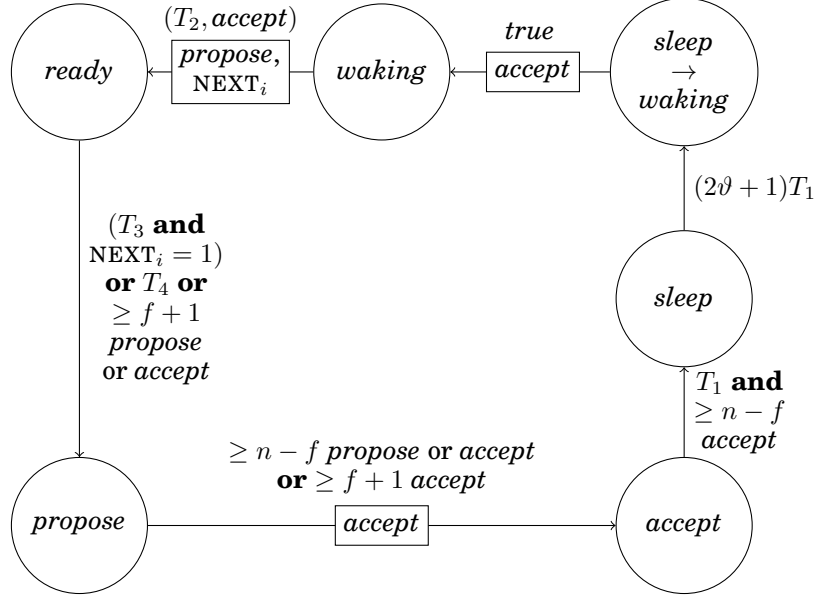 ready
(T₂, accept)
propose,
NEXTᵢ
waking
true
accept
sleep
→
waking
(2ϑ + 1)T₁
sleep
T₁ and
≥ n − f
accept
(T₃ and
NEXTᵢ = 1)
or T₄ or
≥ f + 1
propose
or accept
propose
≥ n − f propose or accept
or ≥ f + 1 accept
accept
accept